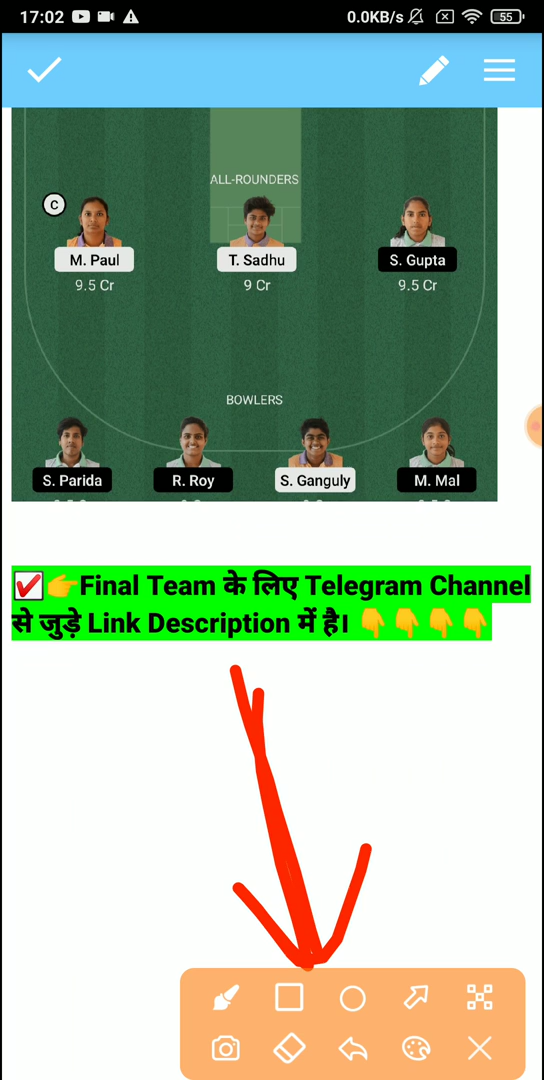 17:02 0.0KB/s 55
ALL-ROUNDERS
C
M. Paul T. Sadhu S. Gupta
9.5 Cr 9 Cr 9.5 Cr
BOWLERS
S. Parida R. Roy S. Ganguly M. Mal
✅👉Final Team के लिए Telegram Channel
से जुड़े Link Description में है। 👇👇👇👇